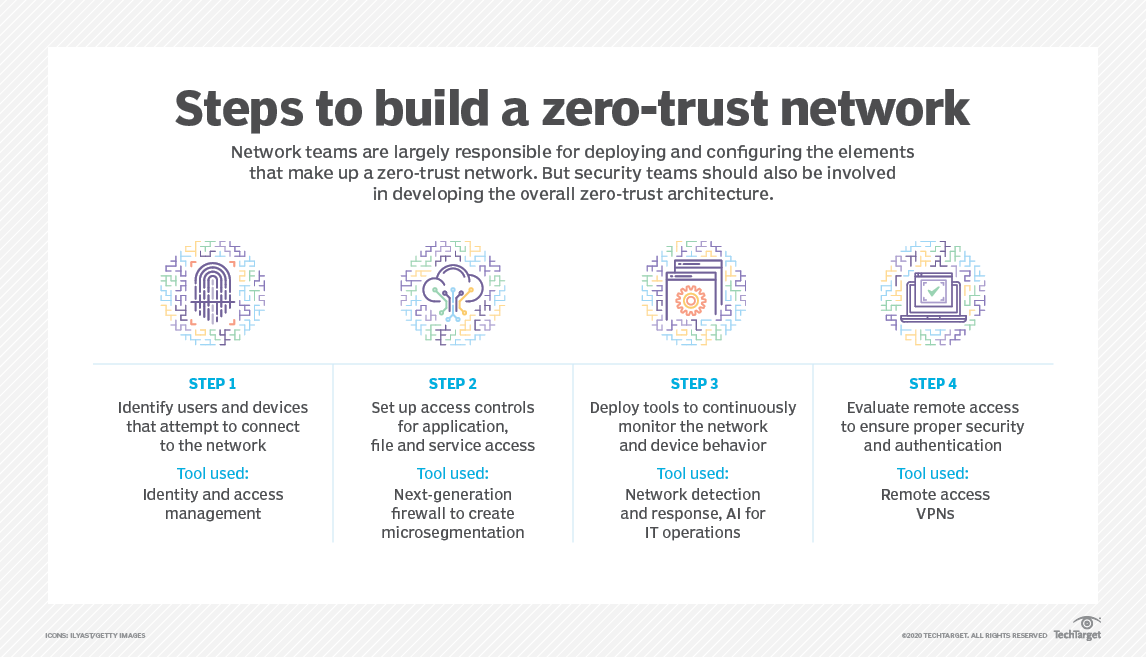 Steps to build a zero-trust network
Network teams are largely responsible for deploying and configuring the elements
that make up a zero-trust network. But security teams should also be involved
in developing the overall zero-trust architecture.
STEP 1
Identify users and devices
that attempt to connect
to the network
Tool used:
Identity and access
management
STEP 2
Set up access controls
for application,
file and service access
Tool used:
Next-generation
firewall to create
microsegmentation
STEP 3
Deploy tools to continuously
monitor the network
and device behavior
Tool used:
Network detection
and response, AI for
IT operations
STEP 4
Evaluate remote access
to ensure proper security
and authentication
Tool used:
Remote access
VPNs
ICONS: ILYAST/GETTY IMAGES
©2020 TECHTARGET. ALL RIGHTS RESERVED
TechTarget